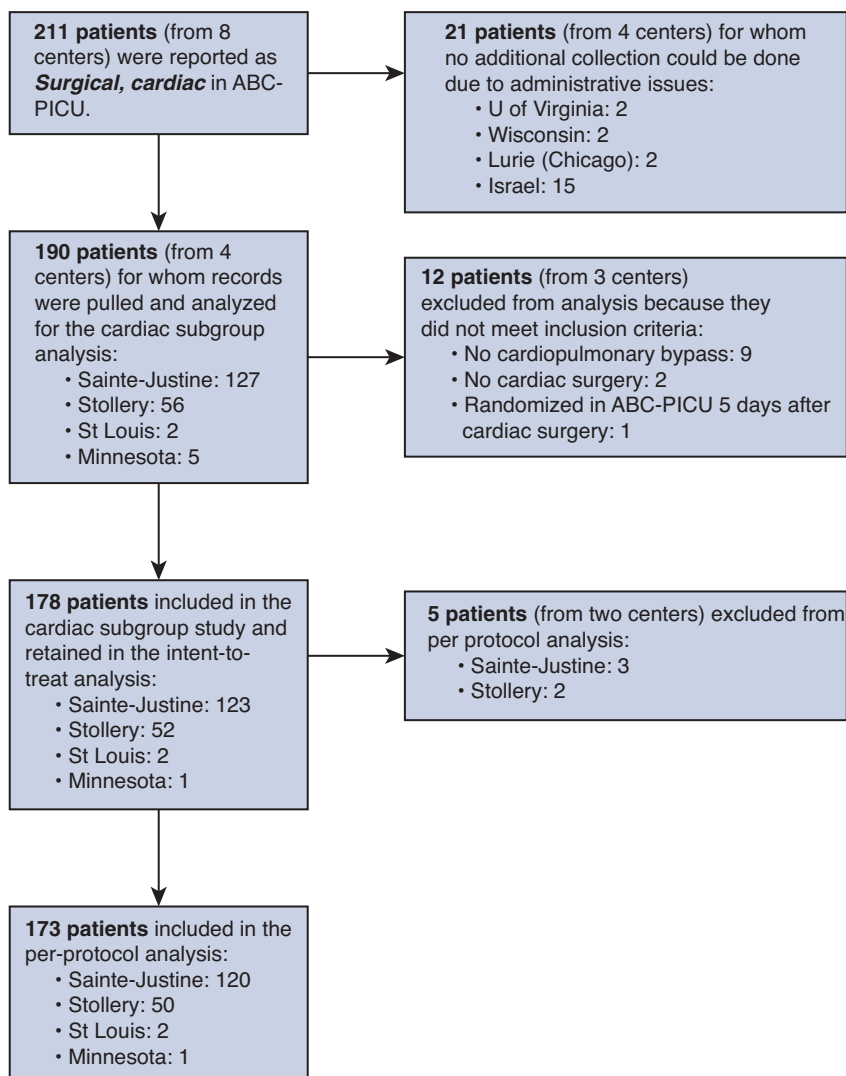 211 patients (from 8
centers) were reported as
Surgical, cardiac in ABC-
PICU.
21 patients (from 4 centers) for whom
no additional collection could be done
due to administrative issues:
• U of Virginia: 2
• Wisconsin: 2
• Lurie (Chicago): 2
• Israel: 15
190 patients (from 4
centers) for whom records
were pulled and analyzed
for the cardiac subgroup
analysis:
• Sainte-Justine: 127
• Stollery: 56
• St Louis: 2
• Minnesota: 5
12 patients (from 3 centers)
excluded from analysis because they
did not meet inclusion criteria:
• No cardiopulmonary bypass: 9
• No cardiac surgery: 2
• Randomized in ABC-PICU 5 days after
cardiac surgery: 1
178 patients included in the
cardiac subgroup study and
retained in the intent-to-
treat analysis:
• Sainte-Justine: 123
• Stollery: 52
• St Louis: 2
• Minnesota: 1
5 patients (from two centers) excluded from
per protocol analysis:
• Sainte-Justine: 3
• Stollery: 2
173 patients included in the
per-protocol analysis:
• Sainte-Justine: 120
• Stollery: 50
• St Louis: 2
• Minnesota: 1